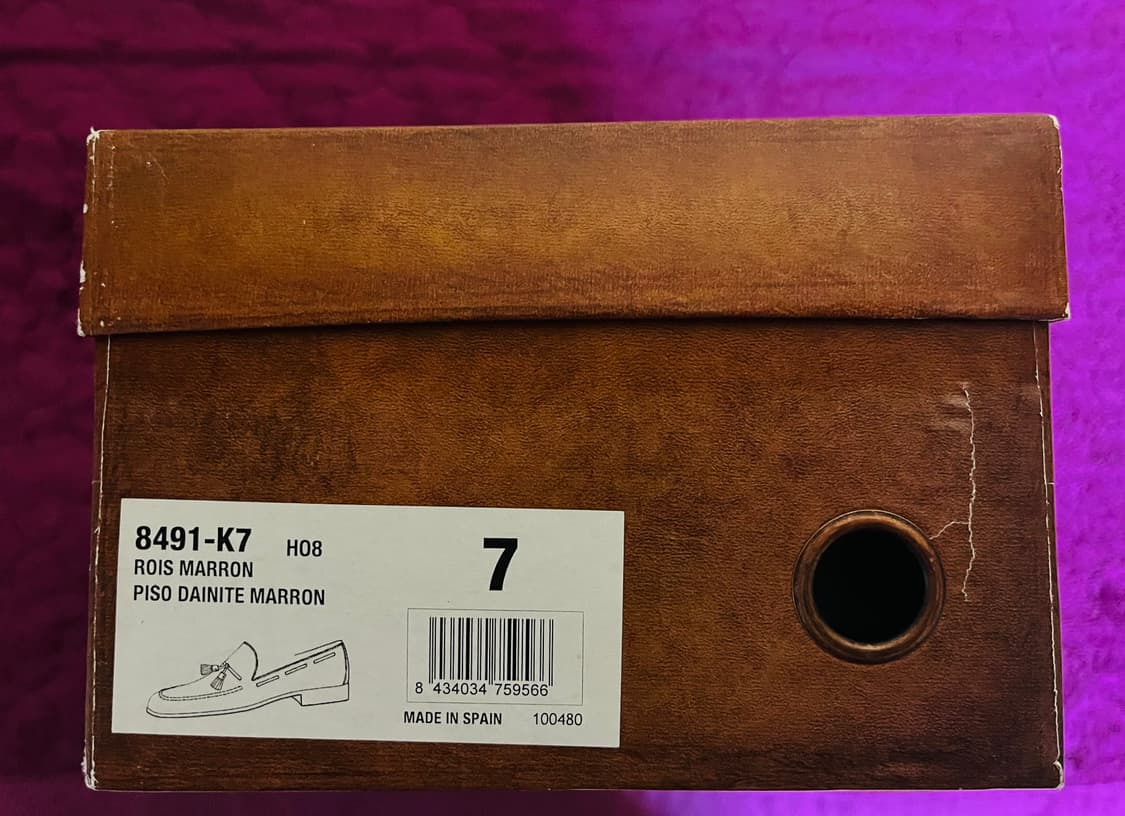 8491-K7 H08 7
ROIS MARRON
PISO DAINITE MARRON
8 434034 759566
MADE IN SPAIN 100480